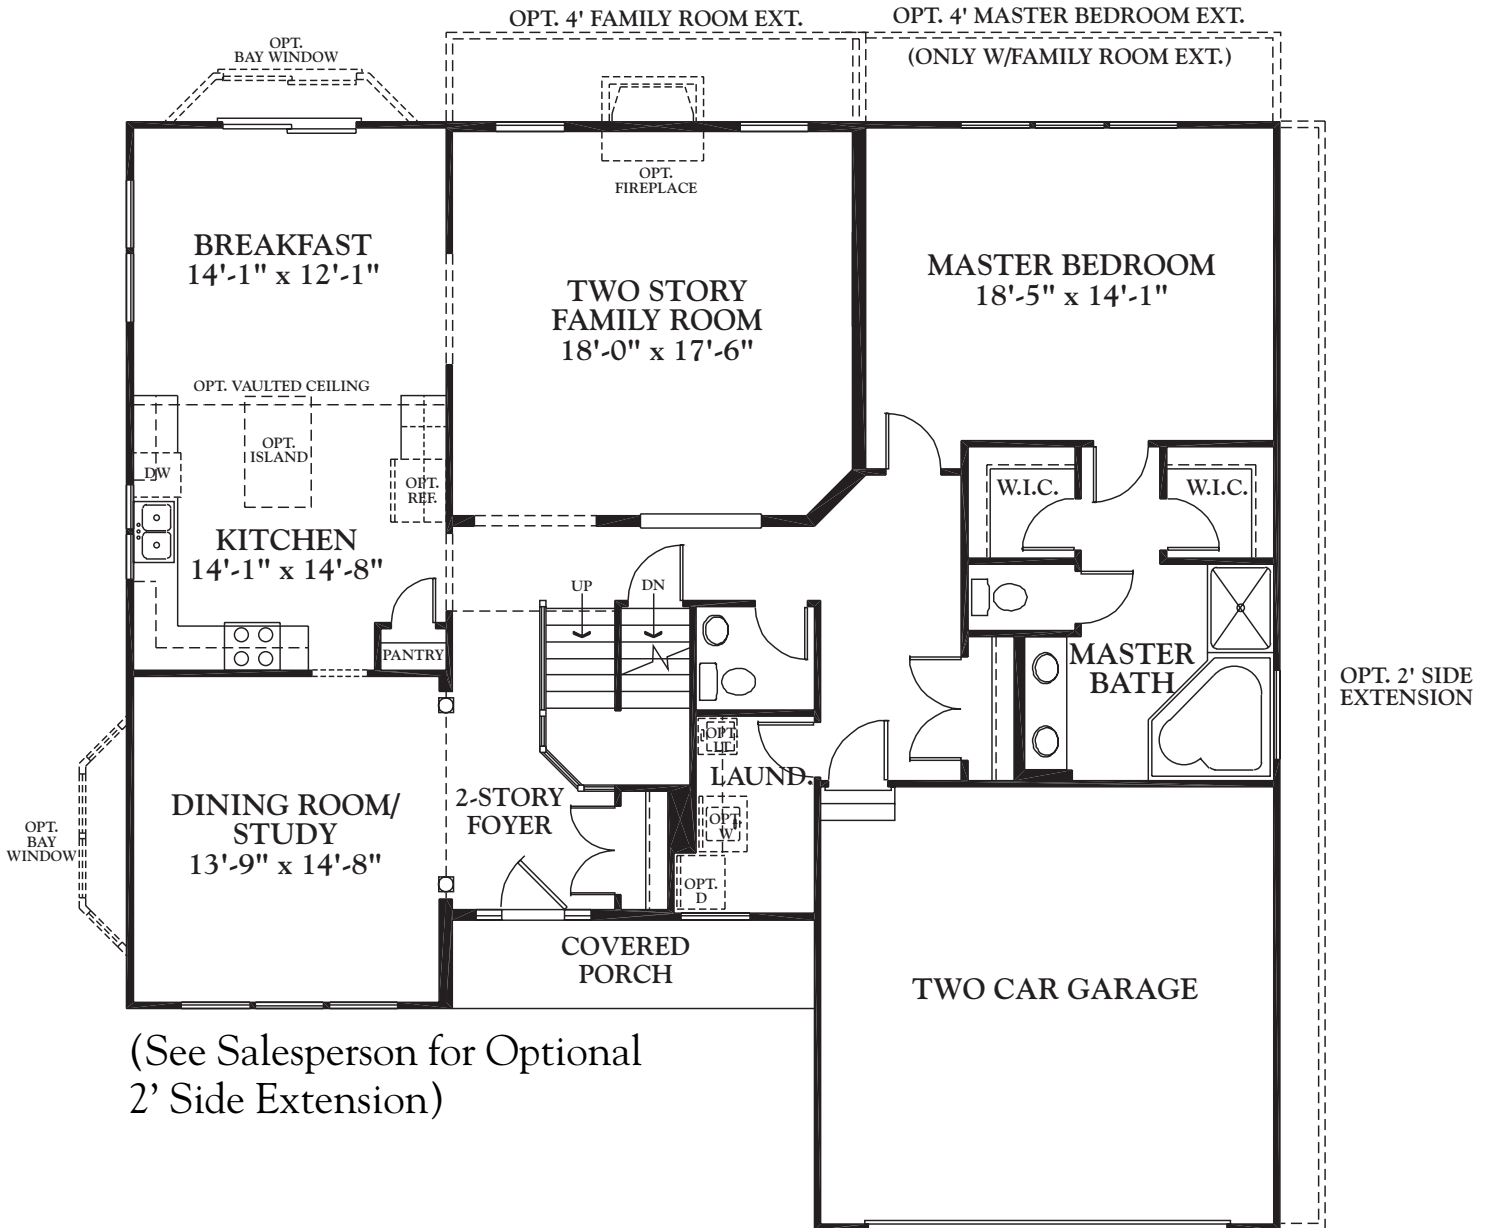 OPT. 4' FAMILY ROOM EXT.
OPT. 4' MASTER BEDROOM EXT.
(ONLY W/FAMILY ROOM EXT.)
OPT.
BAY WINDOW
OPT.
FIREPLACE
BREAKFAST
14'-1" x 12'-1"
TWO STORY
FAMILY ROOM
18'-0" x 17'-6"
MASTER BEDROOM
18'-5" x 14'-1"
OPT. VAULTED CEILING
OPT.
ISLAND
DW
OPT.
REF.
W.I.C.
W.I.C.
KITCHEN
14'-1" x 14'-8"
UP
DN
PANTRY
MASTER
BATH
OPT. 2' SIDE
EXTENSION
OPT.
LT
LAUND.
DINING ROOM/
STUDY
13'-9" x 14'-8"
2-STORY
FOYER
OPT.
BAY
WINDOW
OPT.
W
OPT.
D
COVERED
PORCH
TWO CAR GARAGE
(See Salesperson for Optional
2’ Side Extension)